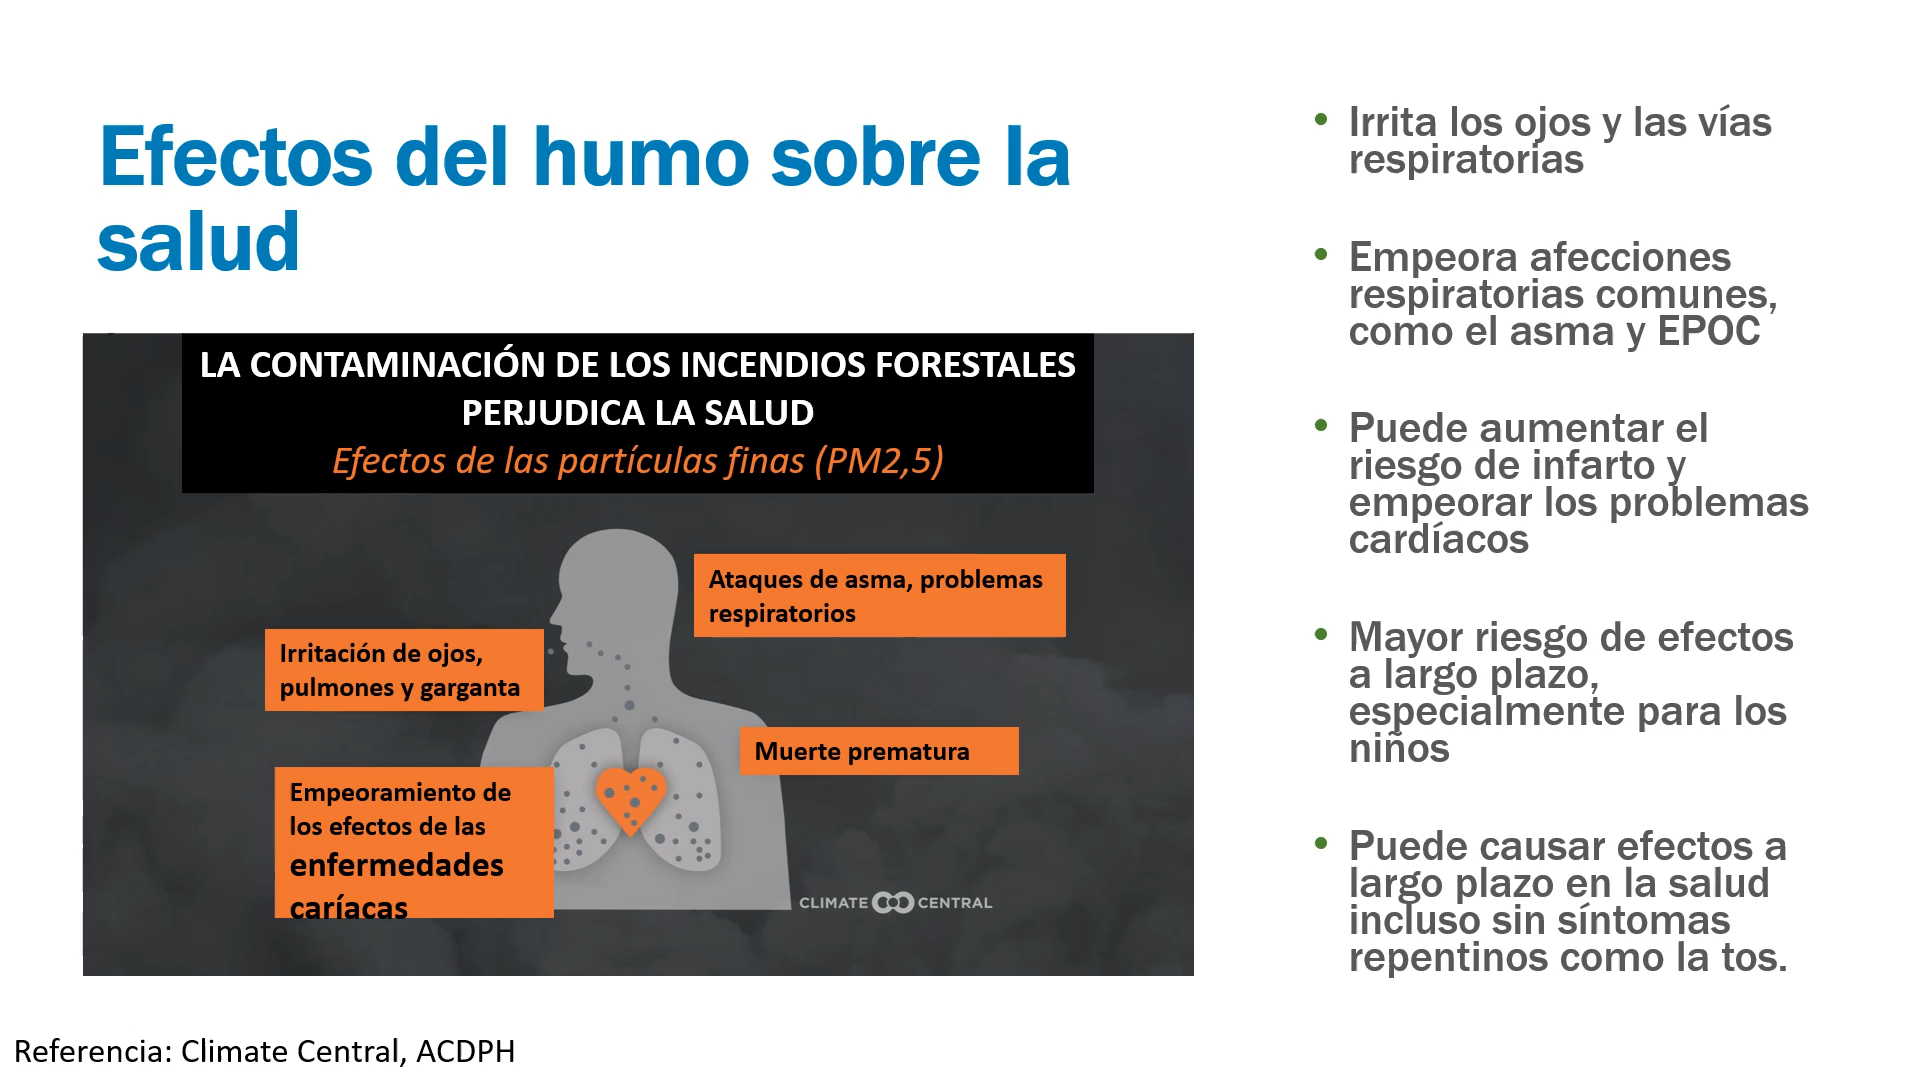 Efectos del humo sobre la
salud
LA CONTAMINACIÓN DE LOS INCENDIOS FORESTALES
PERJUDICA LA SALUD
Efectos de las partículas finas (PM2,5)
Ataques de asma, problemas
respiratorios
Irritación de ojos,
pulmones y garganta
Muerte prematura
Empeoramiento de
los efectos de las
enfermedades
caríacas
CLIMATE CENTRAL
Irrita los ojos y las vías
respiratorias
Empeora afecciones
respiratorias comunes,
como el asma y EPOC
Puede aumentar el
riesgo de infarto y
empeorar los problemas
cardíacos
Mayor riesgo de efectos
a largo plazo,
especialmente para los
niños
Puede causar efectos a
largo plazo en la salud
incluso sin síntomas
repentinos como la tos.
Referencia: Climate Central, ACDPH